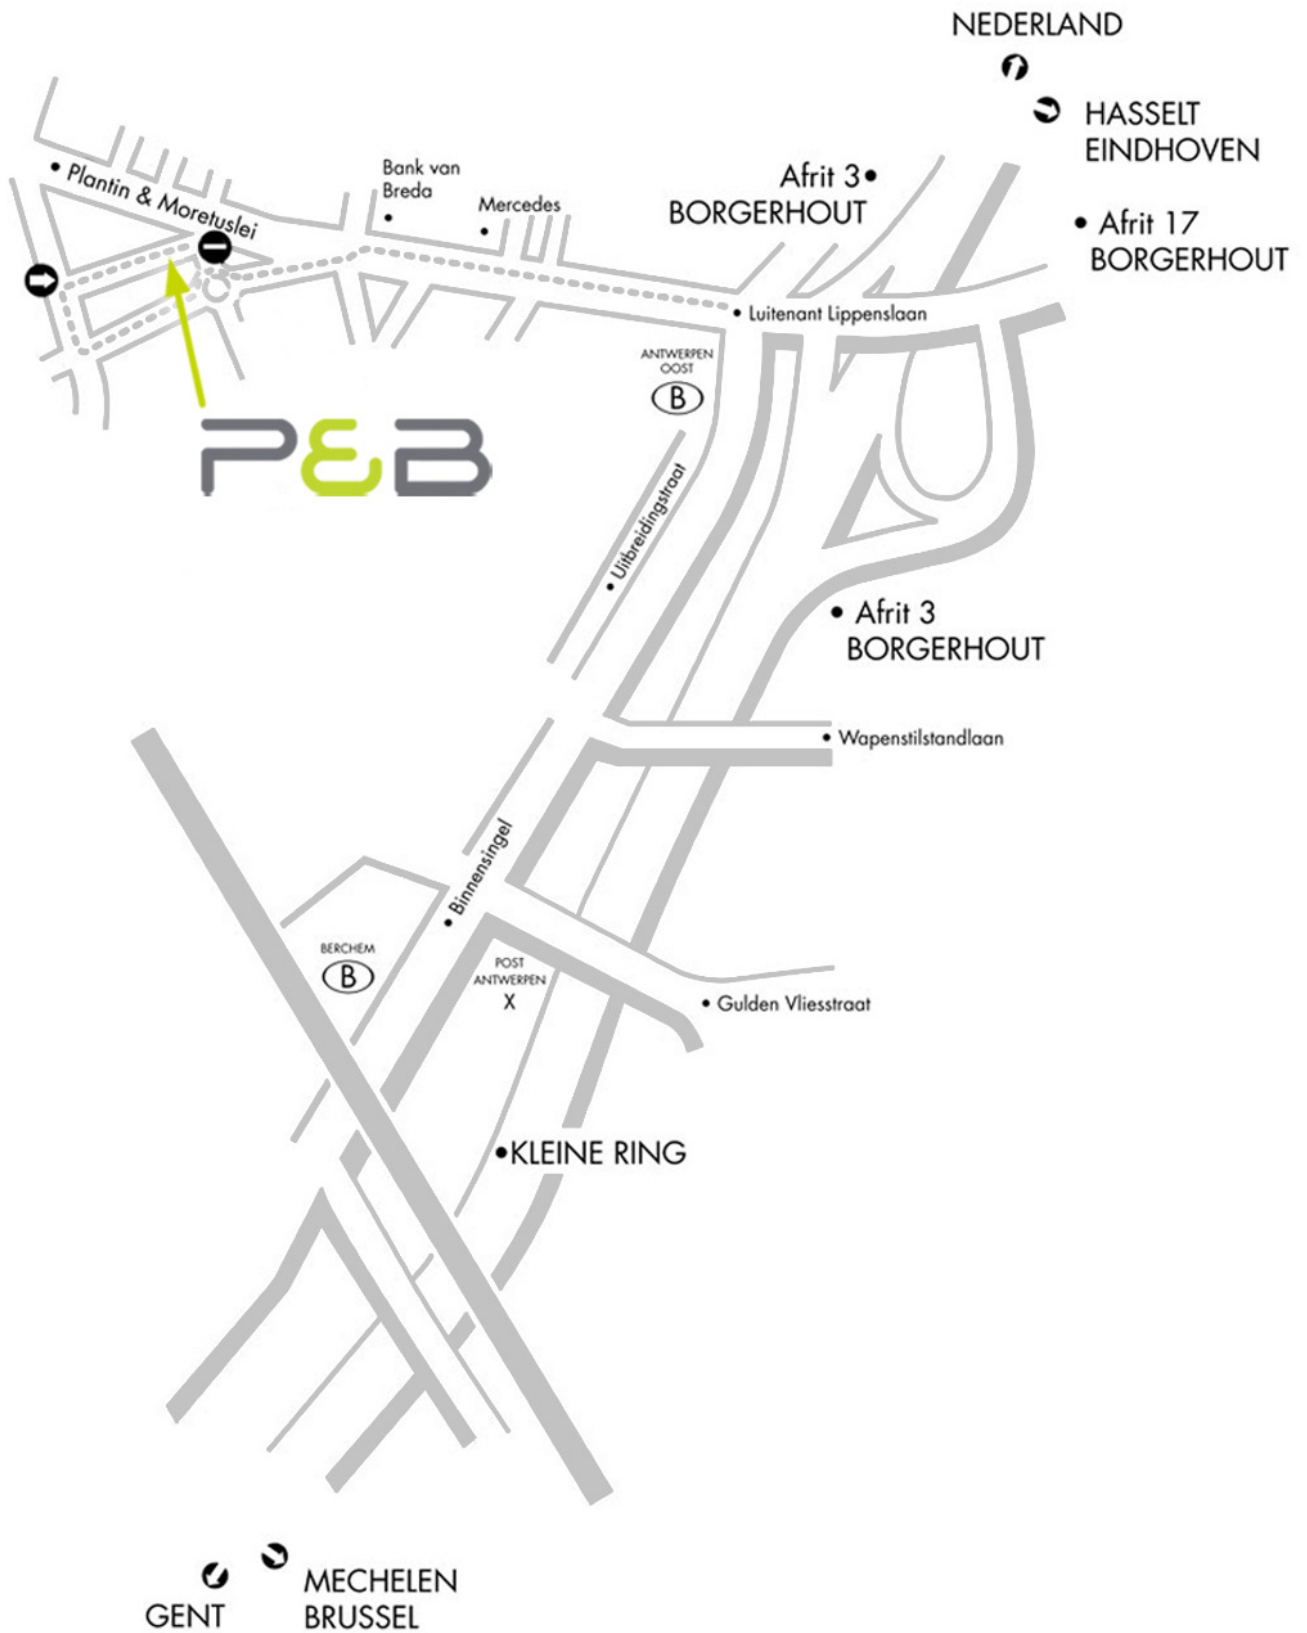 NEDERLAND
HASSELT
EINDHOVEN
Afrit 3
BORGERHOUT
Afrit 17
BORGERHOUT
Plantin & Moretuslei
Bank van
Breda
Mercedes
Luitenant Lippenslaan
ANTWERPEN
OOST
B
P&B
Uitbreidingstraat
Afrit 3
BORGERHOUT
Wapenstilstandlaan
Binnensingel
BERCHEM
B
POST
ANTWERPEN
X
Gulden Vliesstraat
KLEINE RING
GENT
MECHELEN
BRUSSEL